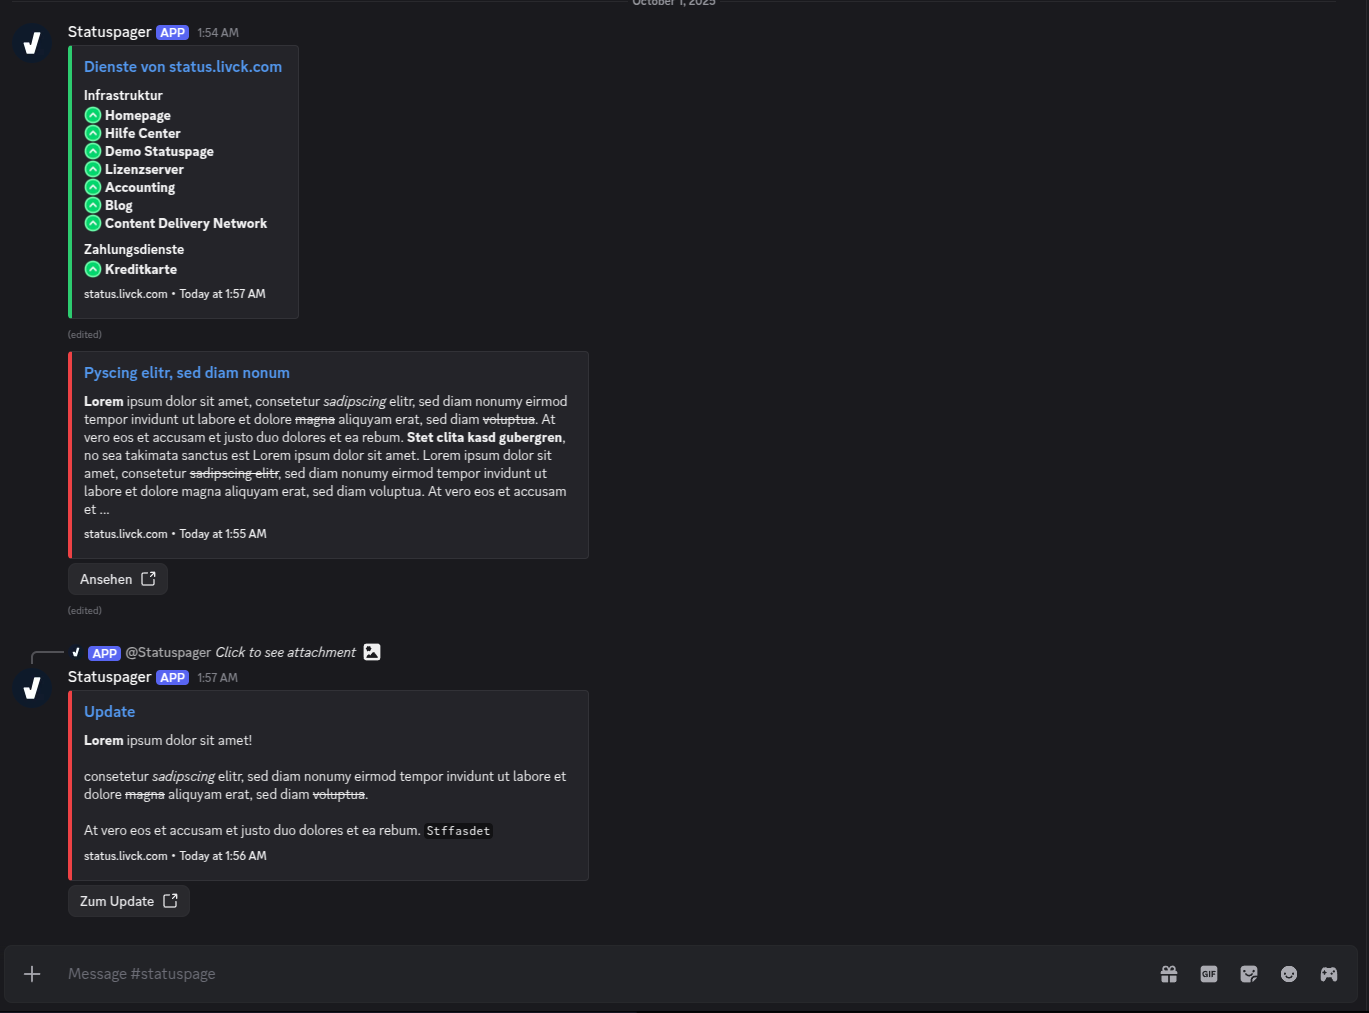 October 1, 2025
Statuspager APP 1:54 AM
Dienste von status.livck.com
Infrastruktur
Homepage
Hilfe Center
Demo Statuspage
Lizenzserver
Accounting
Blog
Content Delivery Network
Zahlungsdienste
Kreditkarte
status.livck.com • Today at 1:57 AM
(edited)
Pyscing elitr, sed diam nonum
Lorem ipsum dolor sit amet, consetetur sadipscing elitr, sed diam nonumy eirmod
tempor invidunt ut labore et dolore magna aliquyam erat, sed diam voluptua. At
vero eos et accusam et justo duo dolores et ea rebum. Stet clita kasd gubergren,
no sea takimata sanctus est Lorem ipsum dolor sit amet. Lorem ipsum dolor sit
amet, consetetur sadipscing elitr, sed diam nonumy eirmod tempor invidunt ut
labore et dolore magna aliquyam erat, sed diam voluptua. At vero eos et accusam
et ...
status.livck.com • Today at 1:55 AM
Ansehen
(edited)
APP @Statuspager Click to see attachment
Statuspager APP 1:57 AM
Update
Lorem ipsum dolor sit amet!
consetetur sadipscing elitr, sed diam nonumy eirmod tempor invidunt ut labore et
dolore magna aliquyam erat, sed diam voluptua.
At vero eos et accusam et justo duo dolores et ea rebum. Stffasdet
status.livck.com • Today at 1:56 AM
Zum Update
Message #statuspage
GIF